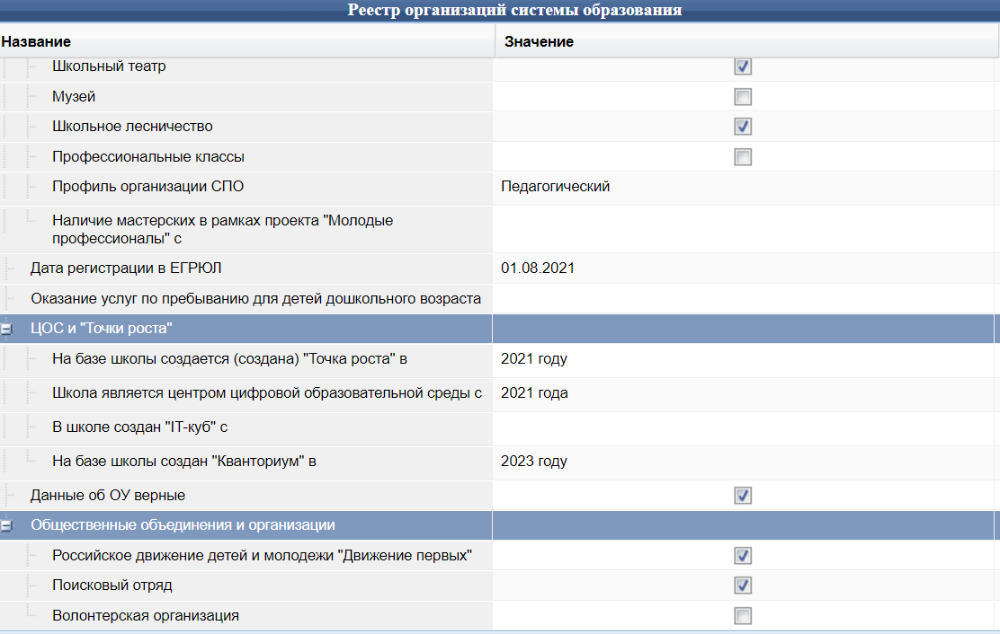 Реестр организаций системы образования
Название Значение
Школьный театр
Музей
Школьное лесничество
Профессиональные классы
Профиль организации СПО Педагогический
Наличие мастерских в рамках проекта "Молодые
профессионалы" с
Дата регистрации в ЕГРЮЛ 01.08.2021
Оказание услуг по пребыванию для детей дошкольного возраста
ЦОС и "Точки роста"
На базе школы создается (создана) "Точка роста" в 2021 году
Школа является центром цифровой образовательной среды с 2021 года
В школе создан "IT-куб" с
На базе школы создан "Кванториум" в 2023 году
Данные об ОУ верные
Общественные объединения и организации
Российское движение детей и молодежи "Движение первых"
Поисковый отряд
Волонтерская организация